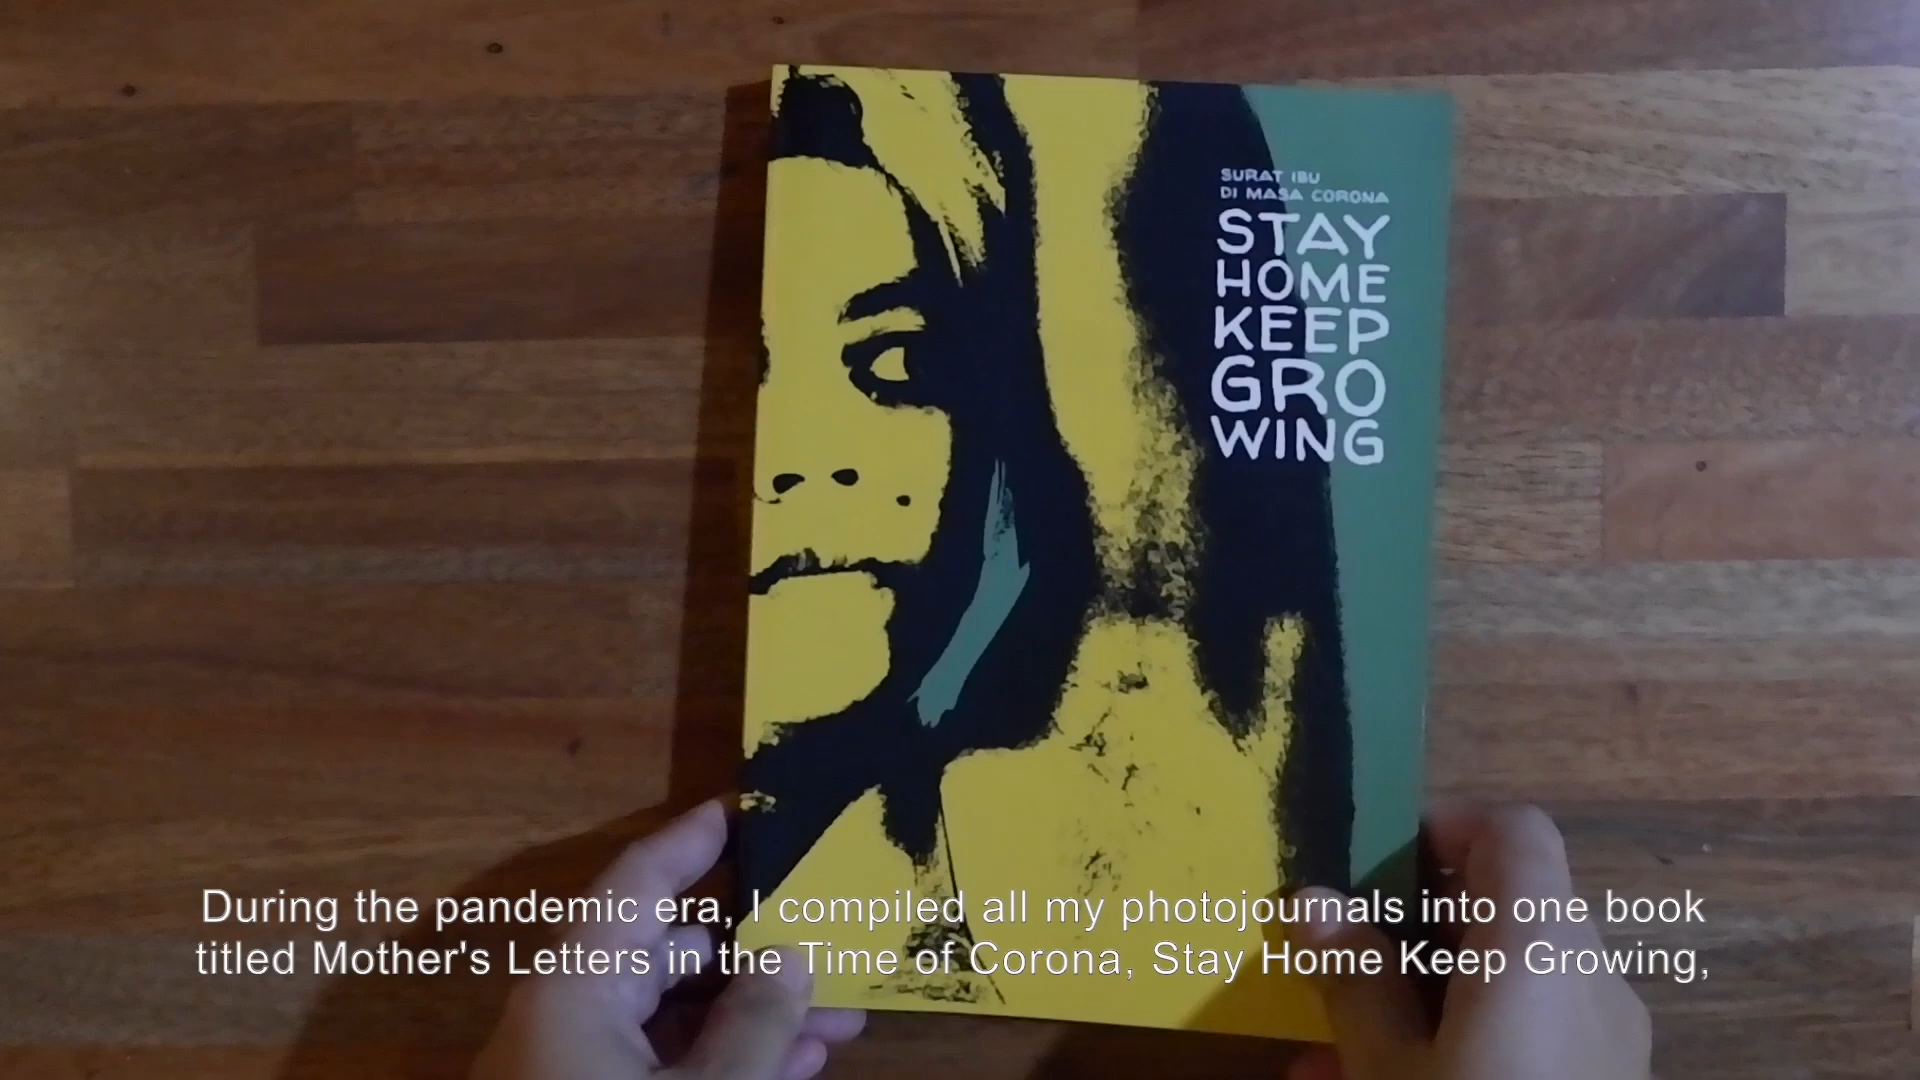 SURAT IBU
DI MASA CORONA
STAY
HOME
KEEP
GRO
WING
During the pandemic era, I compiled all my photojournals into one book
titled Mother's Letters in the Time of Corona, Stay Home Keep Growing,